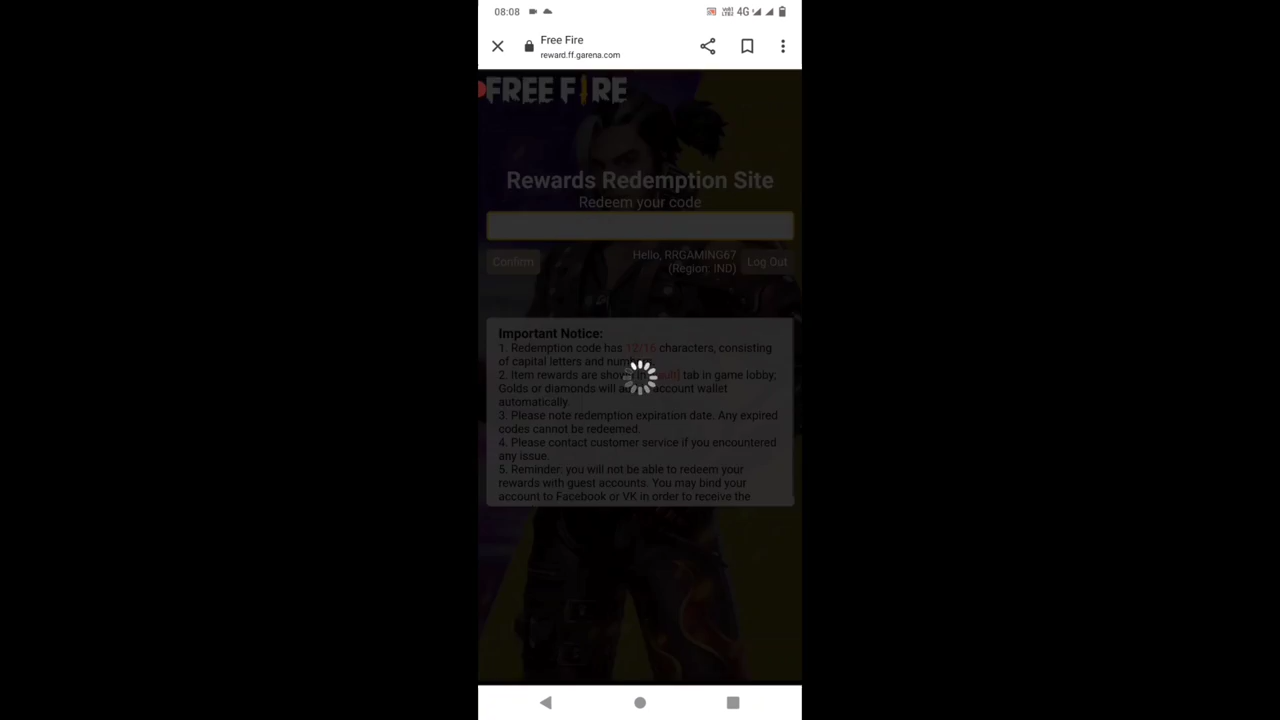 08:08 4G
Free Fire
reward.ff.garena.com
FREE FIRE
Rewards Redemption Site
Redeem your code
Confirm
Hello, RRGAMING67
(Region: IND)
Log Out
Important Notice:
1. Redemption code has 12/16 characters, consisting
of capital letters and numbers.
2. Item rewards are shown in ult] tab in game lobby;
Golds or diamonds will a account wallet
automatically.
3. Please note redemption expiration date. Any expired
codes cannot be redeemed.
4. Please contact customer service if you encountered
any issue.
5. Reminder: you will not be able to redeem your
rewards with guest accounts. You may bind your
account to Facebook or VK in order to receive the